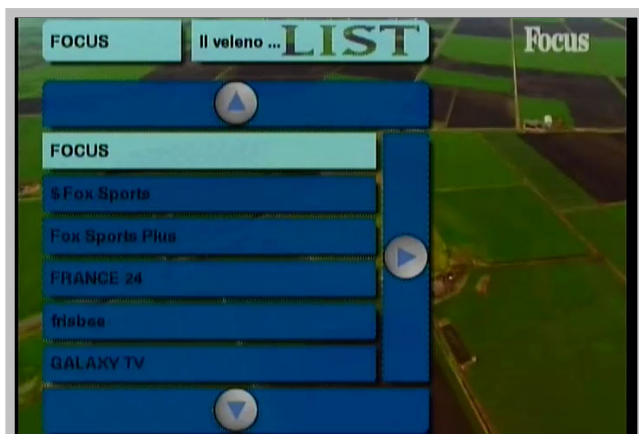 FOCUS
Il veleno ... LIST
Focus
FOCUS
$ Fox Sports
Fox Sports Plus
FRANCE 24
frisbee
GALAXY TV